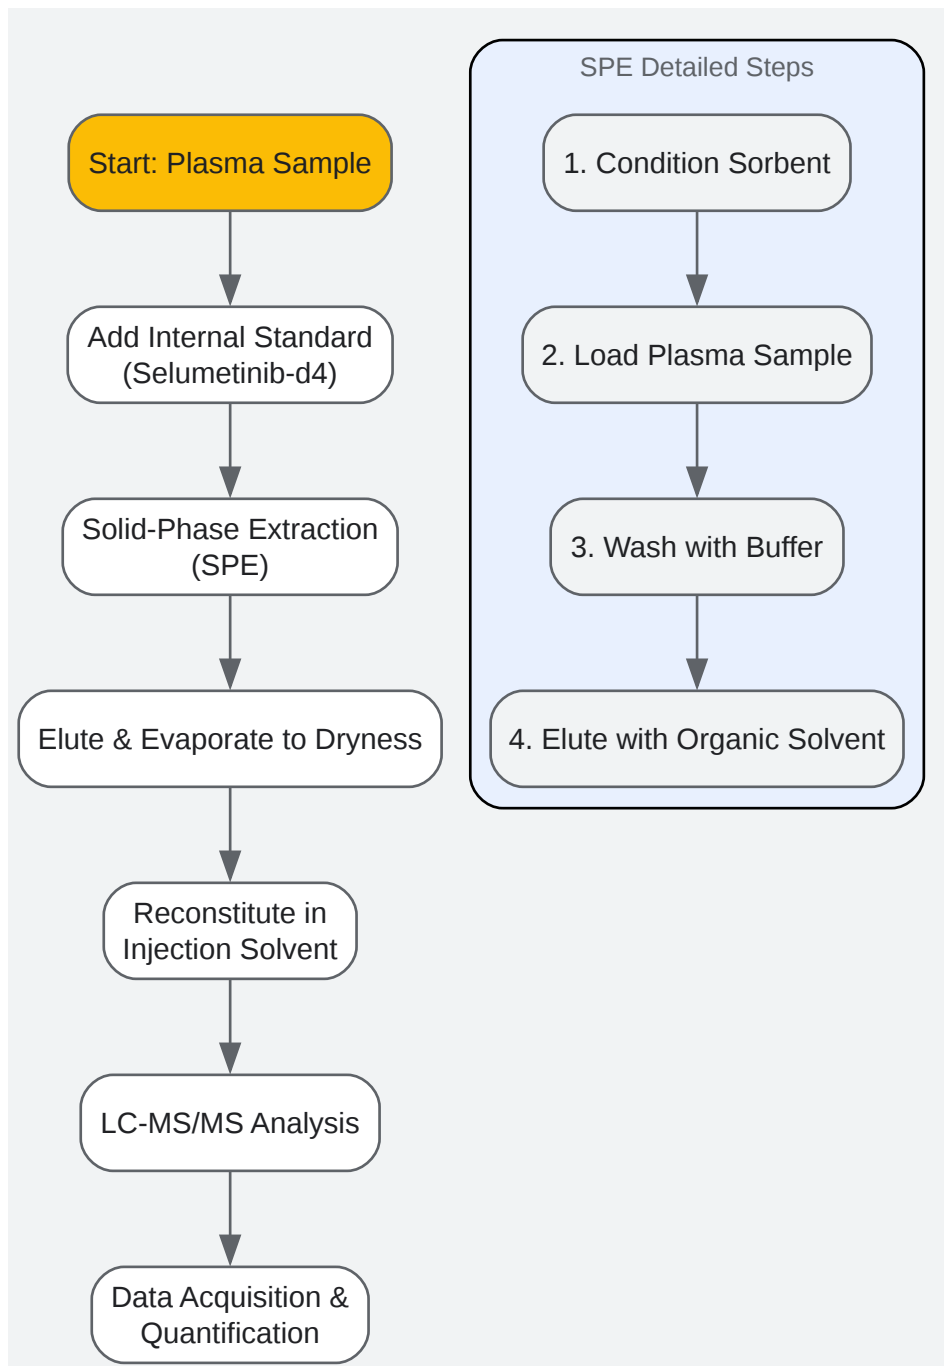 Start: Plasma Sample
Add Internal Standard
(Selumetinib-d4)
Solid-Phase Extraction
(SPE)
Elute & Evaporate to Dryness
Reconstitute in
Injection Solvent
LC-MS/MS Analysis
Data Acquisition &
Quantification
SPE Detailed Steps
1. Condition Sorbent
2. Load Plasma Sample
3. Wash with Buffer
4. Elute with Organic Solvent